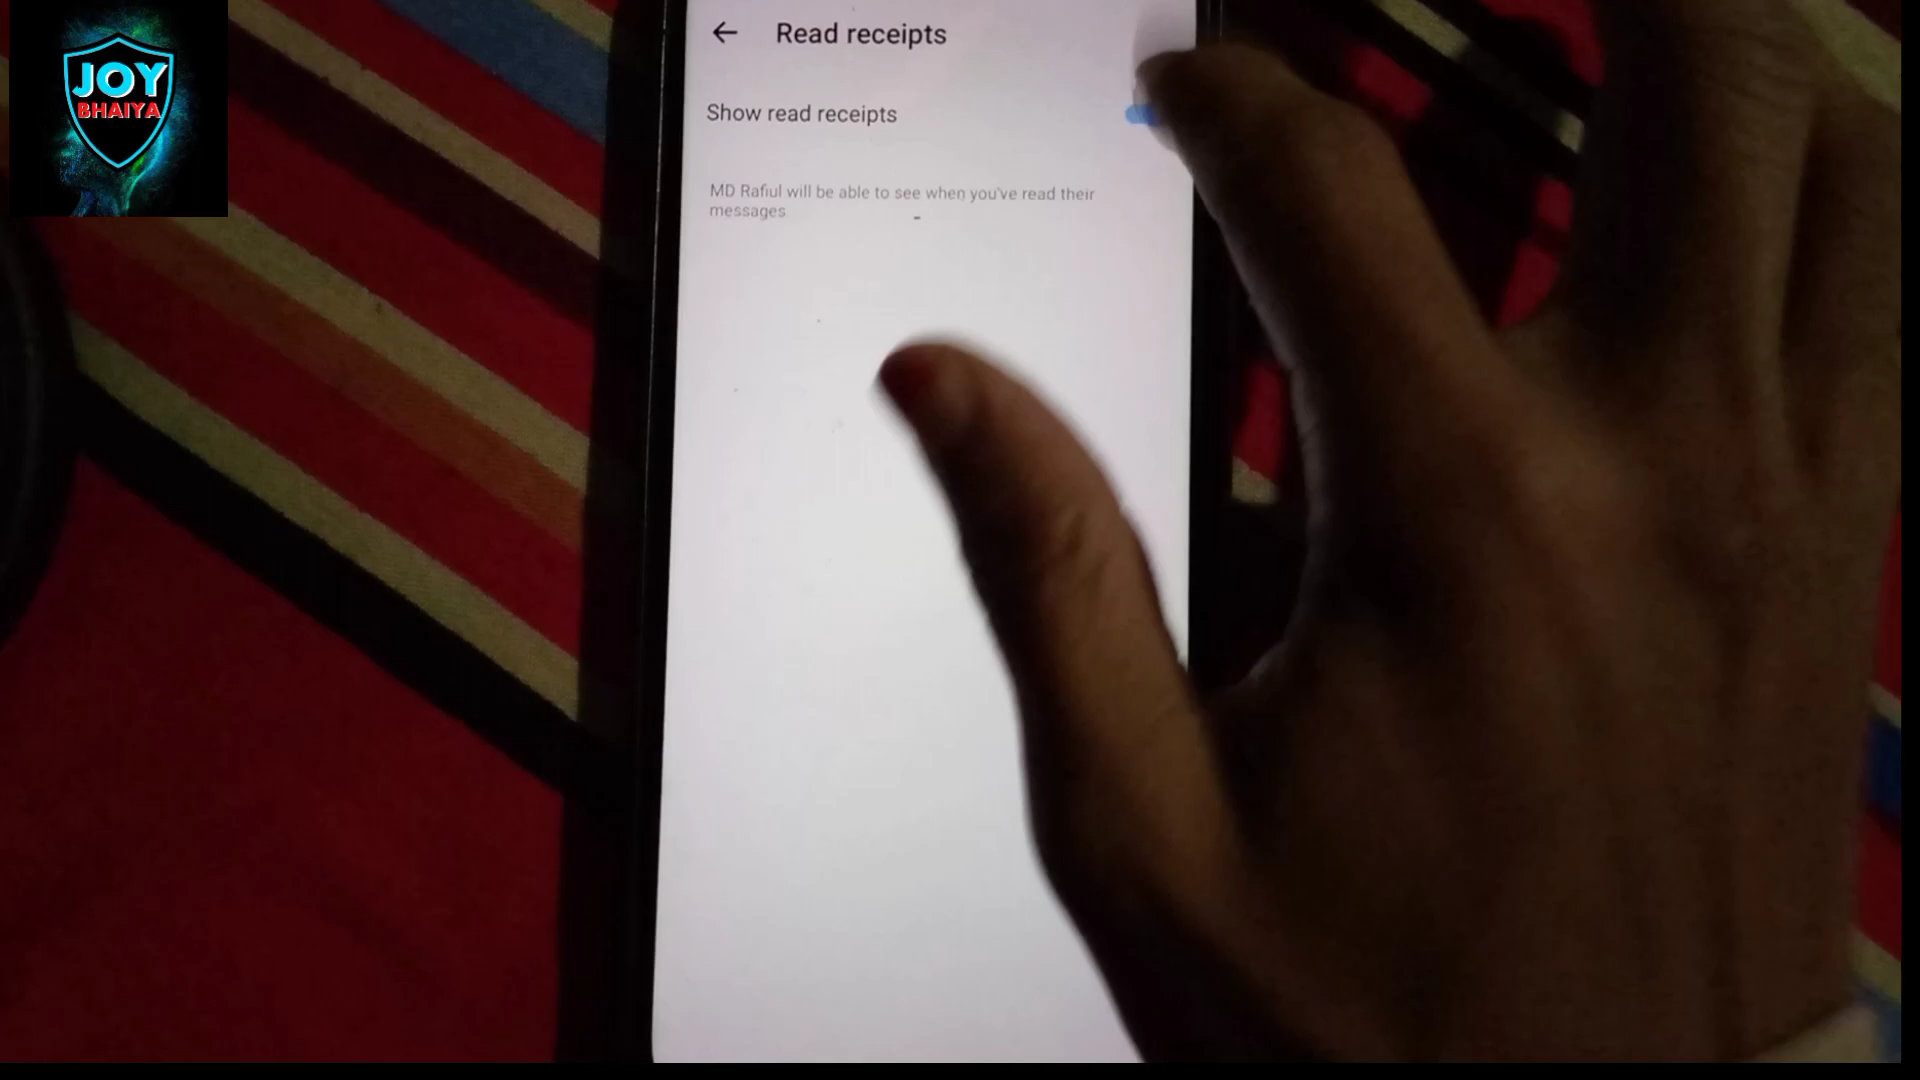 JOY
BHAIYA
Read receipts
Show read receipts
MD Rafiul will be able to see when you've read their
messages